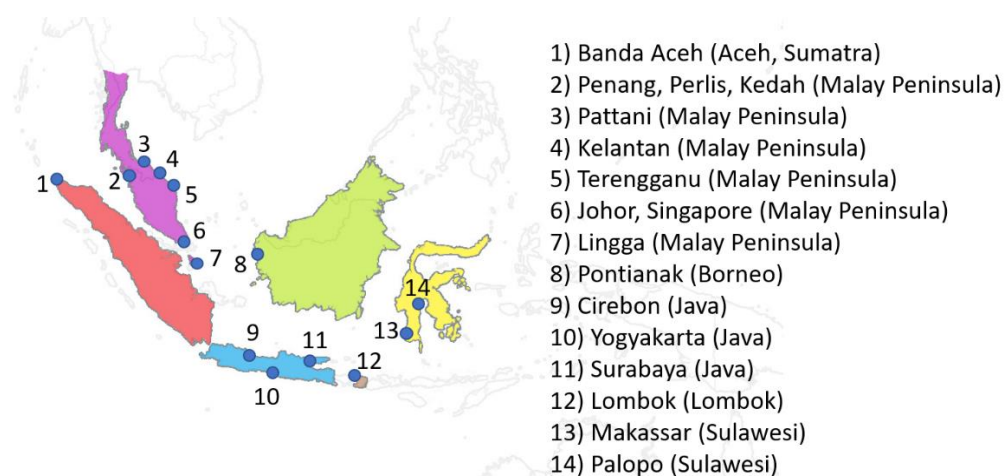 1) Banda Aceh (Aceh, Sumatra)
2) Penang, Perlis, Kedah (Malay Peninsula)
3) Pattani (Malay Peninsula)
4) Kelantan (Malay Peninsula)
5) Terengganu (Malay Peninsula)
6) Johor, Singapore (Malay Peninsula)
7) Lingga (Malay Peninsula)
8) Pontianak (Borneo)
9) Cirebon (Java)
10) Yogyakarta (Java)
11) Surabaya (Java)
12) Lombok (Lombok)
13) Makassar (Sulawesi)
14) Palopo (Sulawesi)
3
4
1
2
5
6
7
8
14
13
9
11
12
10